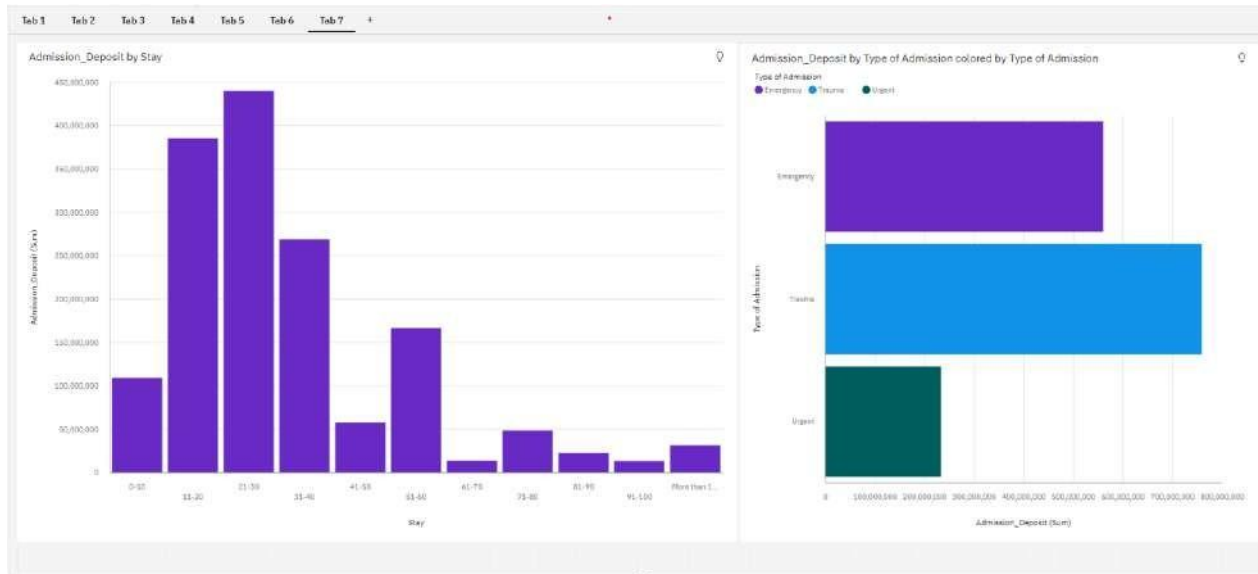 Tab 1 Tab 2 Tab 3 Tab 4 Tab 5 Tab 6 Tab 7 +
Admission_Deposit by Stay
450,000,000
400,000,000
350,000,000
300,000,000
250,000,000
200,000,000
150,000,000
100,000,000
50,000,000
0
Admission_Deposit (Sum)
0-10 11-20 21-30 31-40 41-50 51-60 61-70 71-80 81-90 91-100 More than 1...
Stay
Admission_Deposit by Type of Admission colored by Type of Admission
Type of Admission
Emergency Trauma Urgent
Type of Admission
Emergency
Trauma
Urgent
0 100,000,000 200,000,000 300,000,000 400,000,000 500,000,000 600,000,000 700,000,000 800,000,000
Admission_Deposit (Sum)